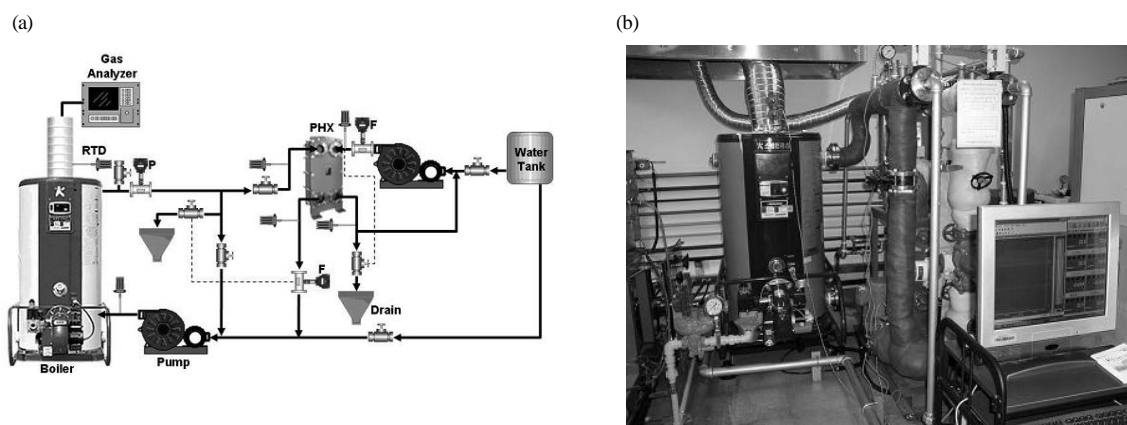 (a)
(b)
Gas
Analyzer
RTD
P
PHX
F
Water
Tank
F
Drain
Pump
Boiler